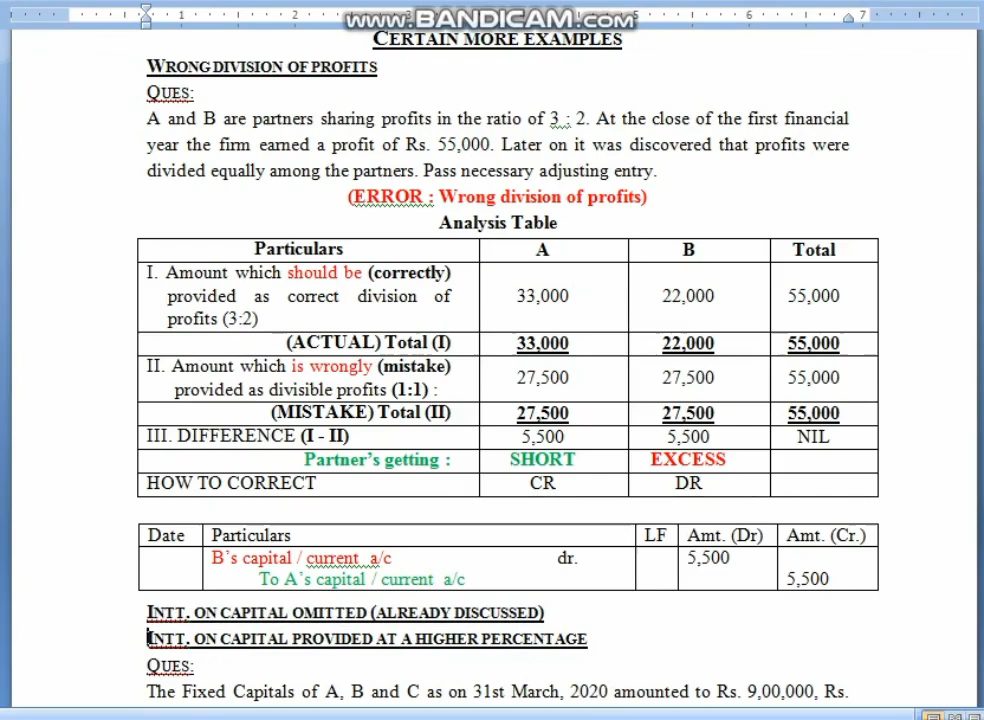 1 2 5 6 7
www.BANDICAM.com
CERTAIN MORE EXAMPLES
WRONG DIVISION OF PROFITS
QUES:
A and B are partners sharing profits in the ratio of 3 : 2. At the close of the first financial
year the firm earned a profit of Rs. 55,000. Later on it was discovered that profits were
divided equally among the partners. Pass necessary adjusting entry.
(ERROR : Wrong division of profits)
Analysis Table
Particulars A B Total
I. Amount which should be (correctly)
provided as correct division of 33,000 22,000 55,000
profits (3:2)
(ACTUAL) Total (I) 33,000 22,000 55,000
II. Amount which is wrongly (mistake)
provided as divisible profits (1:1) : 27,500 27,500 55,000
(MISTAKE) Total (II) 27,500 27,500 55,000
III. DIFFERENCE (I - II) 5,500 5,500 NIL
Partner's getting : SHORT EXCESS
HOW TO CORRECT CR DR
Date Particulars LF Amt. (Dr) Amt. (Cr.)
B's capital / current a/c dr. 5,500
To A's capital / current a/c 5,500
INTT. ON CAPITAL OMITTED (ALREADY DISCUSSED)
INTT. ON CAPITAL PROVIDED AT A HIGHER PERCENTAGE
QUES:
The Fixed Capitals of A, B and C as on 31st March, 2020 amounted to Rs. 9,00,000, Rs.